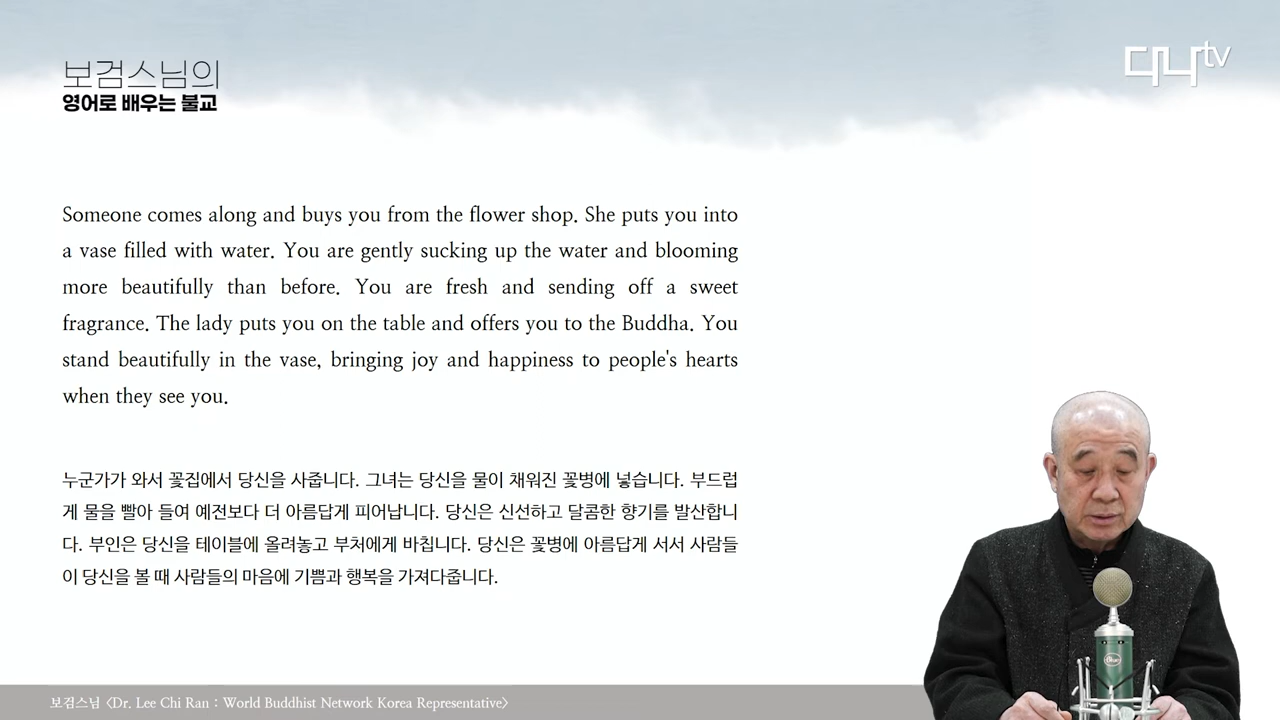 보검스님의
영어로 배우는 불교
다나tv
Someone comes along and buys you from the flower shop. She puts you into
a vase filled with water. You are gently sucking up the water and blooming
more beautifully than before. You are fresh and sending off a sweet
fragrance. The lady puts you on the table and offers you to the Buddha. You
stand beautifully in the vase, bringing joy and happiness to people's hearts
when they see you.
누군가가 와서 꽃집에서 당신을 사줍니다. 그녀는 당신을 물이 채워진 꽃병에 넣습니다. 부드럽
게 물을 빨아 들여 예전보다 더 아름답게 피어납니다. 당신은 신선하고 달콤한 향기를 발산합니
다. 부인은 당신을 테이블에 올려놓고 부처에게 바칩니다. 당신은 꽃병에 아름답게 서서 사람들
이 당신을 볼 때 사람들의 마음에 기쁨과 행복을 가져다줍니다.
Blue
보검스님 <Dr. Lee Chi Ran : World Buddhist Network Korea Representative>